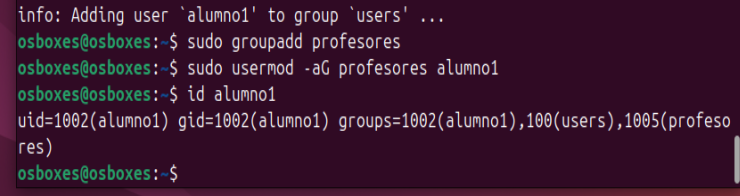 info: Adding user `alumno1' to group `users' ...
osboxes@osboxes:~$ sudo groupadd profesores
osboxes@osboxes:~$ sudo usermod -aG profesores alumno1
osboxes@osboxes:~$ id alumno1
uid=1002(alumno1) gid=1002(alumno1) groups=1002(alumno1),100(users),1005(profeso
res)
osboxes@osboxes:~$